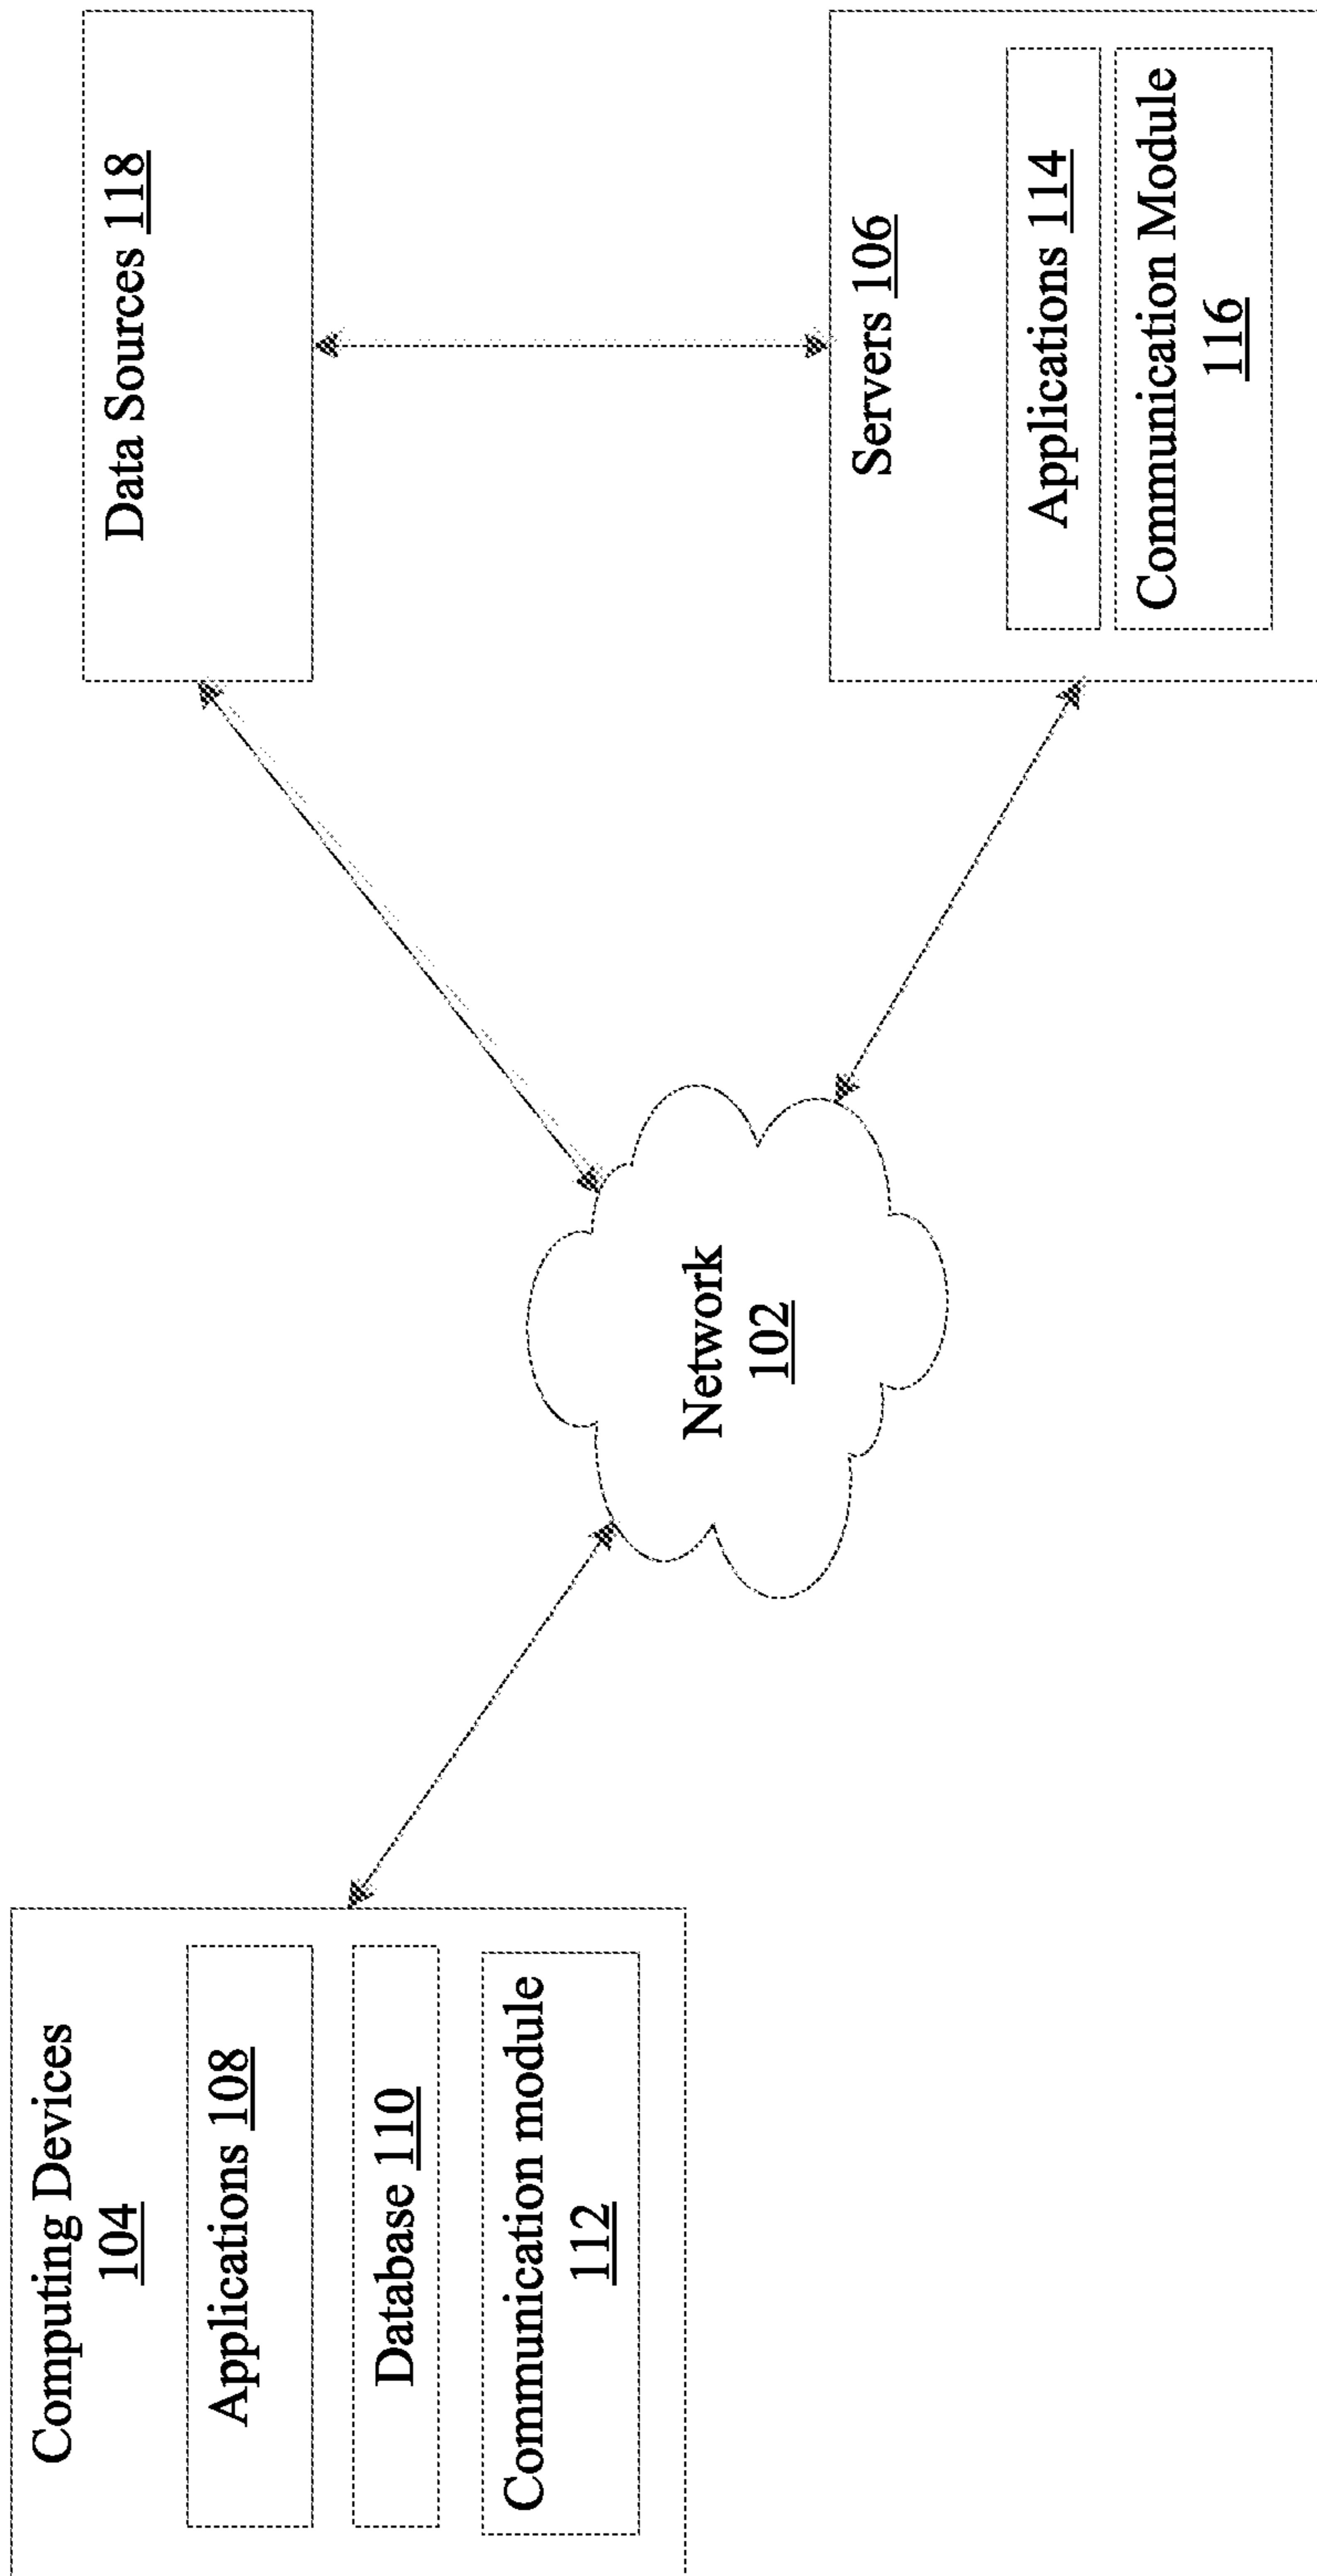 Computing Devices
104
Applications 108
Database 110
Communication module
112
Network
102
Data Sources 118
Servers 106
Applications 114
Communication Module
116